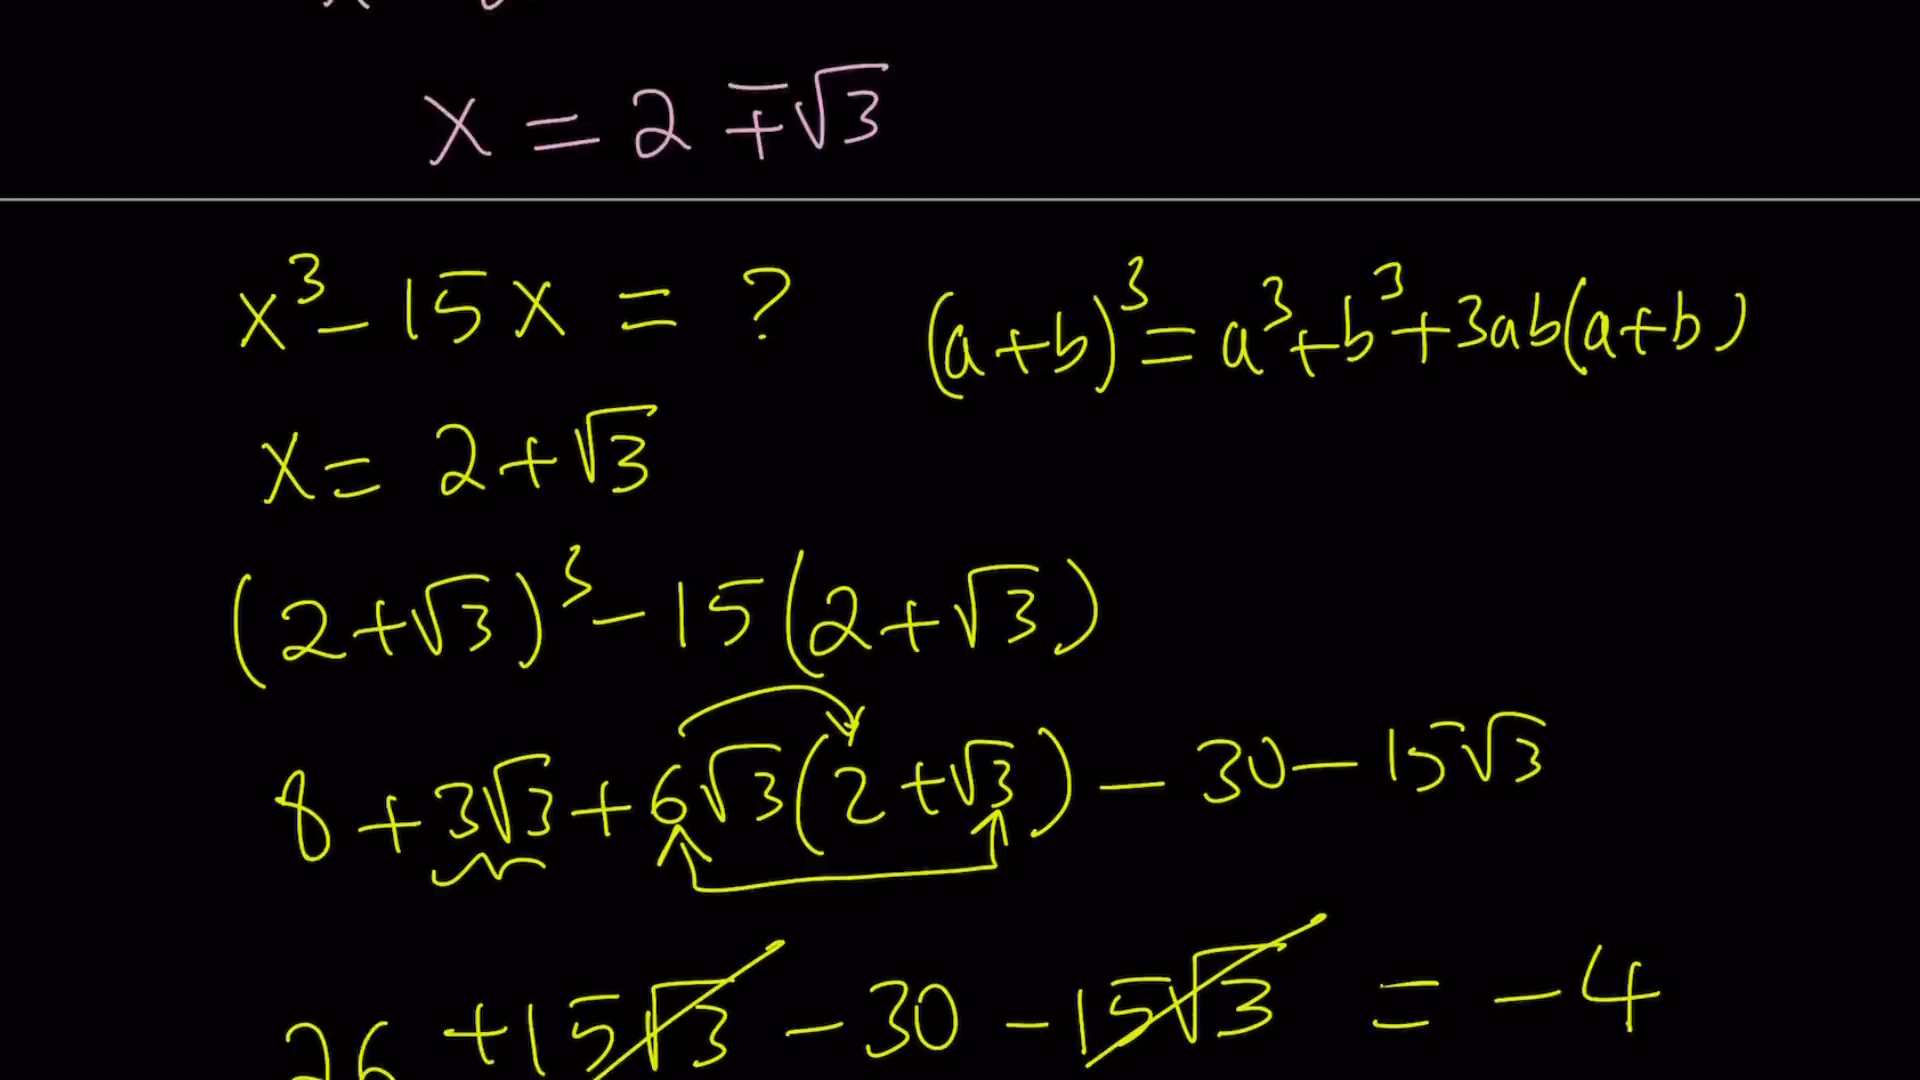 x = 2 ∓ √3
x³ - 15x = ? (a+b)³ = a³ + b³ + 3ab(a+b)
x = 2 + √3
(2+√3)³ - 15(2+√3)
8 + 3√3 + 6√3(2+√3) - 30 - 15√3
26 + 15√3 - 30 - 15√3 = -4